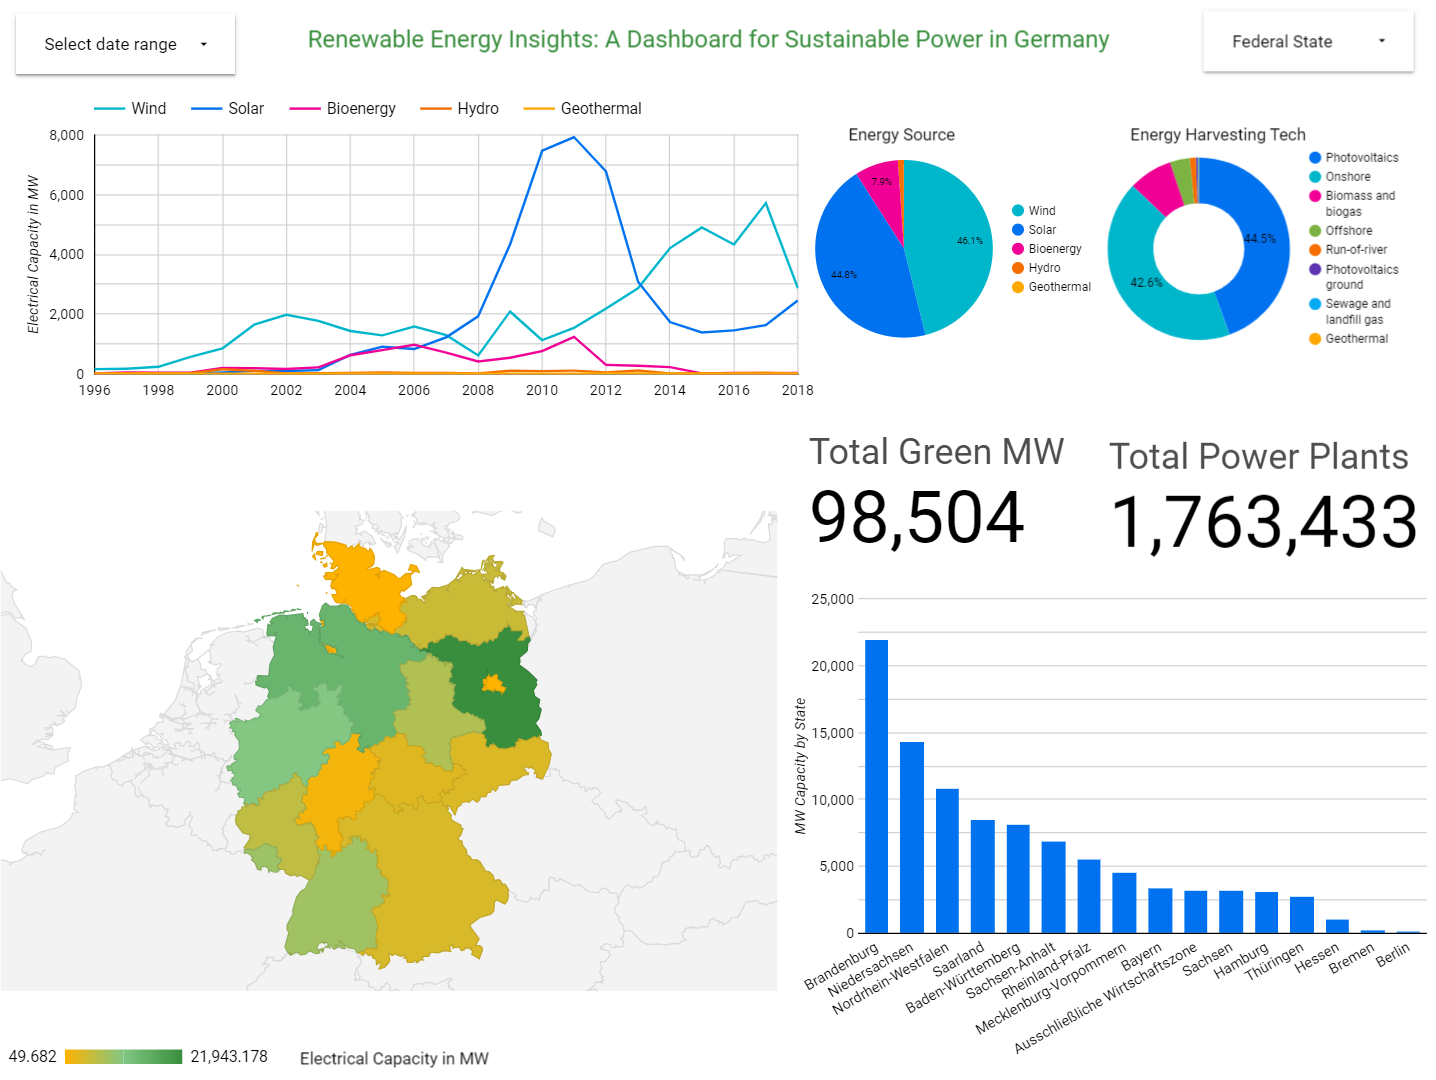 Select date range
Renewable Energy Insights: A Dashboard for Sustainable Power in Germany
Federal State
Wind
Solar
Bioenergy
Hydro
Geothermal
Electrical Capacity in MW
8,000
6,000
4,000
2,000
0
1996
1998
2000
2002
2004
2006
2008
2010
2012
2014
2016
2018
Energy Source
46.1%
44.8%
7.9%
Wind
Solar
Bioenergy
Hydro
Geothermal
Energy Harvesting Tech
44.5%
42.6%
Photovoltaics
Onshore
Biomass and
biogas
Offshore
Run-of-river
Photovoltaics
ground
Sewage and
landfill gas
Geothermal
Total Green MW
98,504
Total Power Plants
1,763,433
MW Capacity by State
25,000
20,000
15,000
10,000
5,000
0
Brandenburg
Niedersachsen
Nordrhein-Westfalen
Saarland
Baden-Württemberg
Sachsen-Anhalt
Rheinland-Pfalz
Mecklenburg-Vorpommern
Bayern
Ausschließliche Wirtschaftszone
Sachsen
Hamburg
Thüringen
Hessen
Bremen
Berlin
49.682
21,943.178
Electrical Capacity in MW